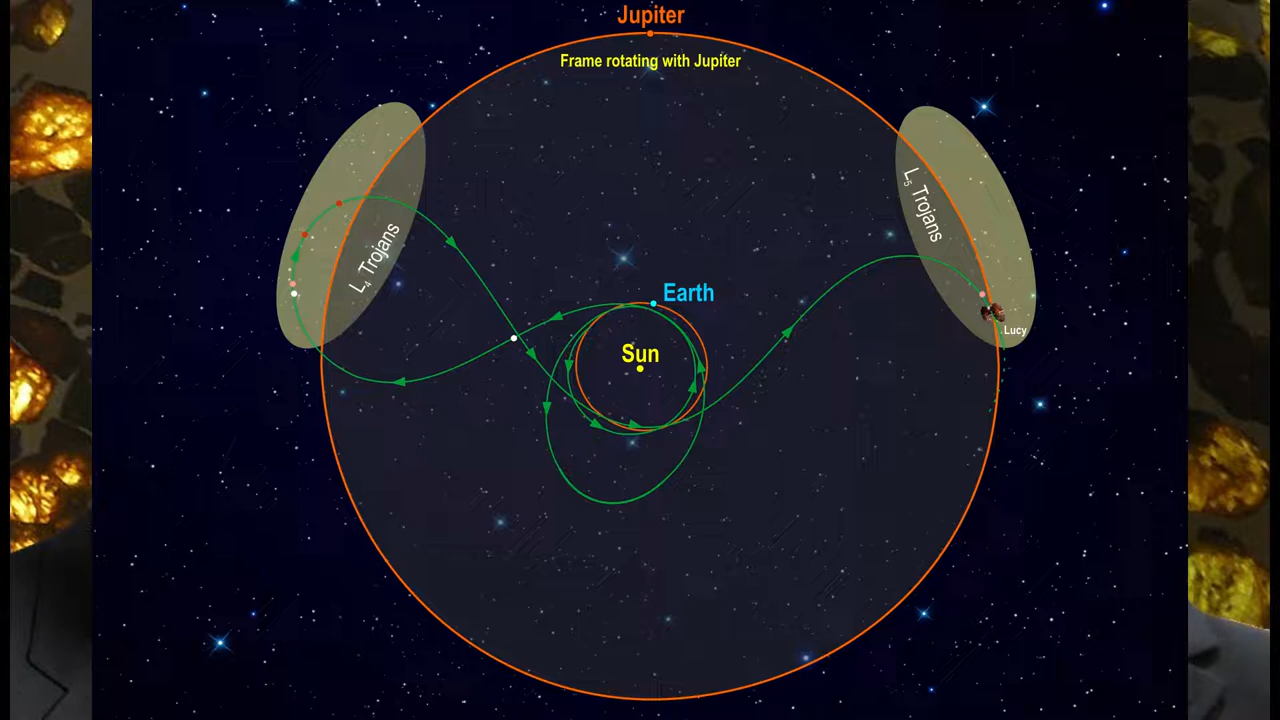 Jupiter
Frame rotating with Jupiter
L4 Trojans
L5 Trojans
Earth
Sun
Lucy